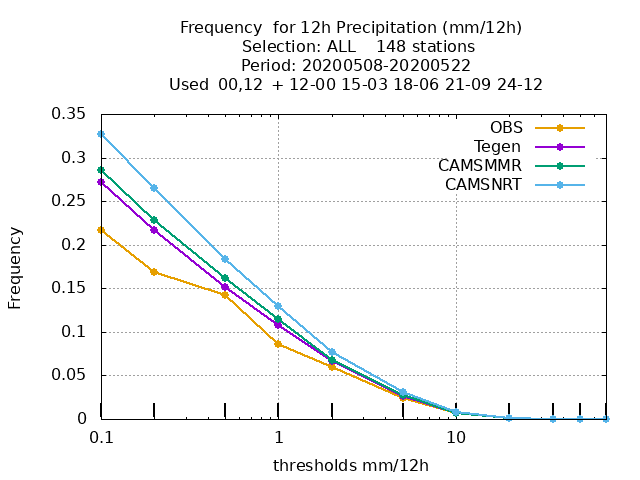 Frequency  for 12h Precipitation (mm/12h)
Selection: ALL    148 stations
Period: 20200508-20200522
Used  00,12  + 12-00 15-03 18-06 21-09 24-12
0.35
0.3
0.25
0.2
0.15
0.1
0.05
0
Frequency
OBS
Tegen
CAMSMMR
CAMSNRT
0.1
1
10
thresholds mm/12h